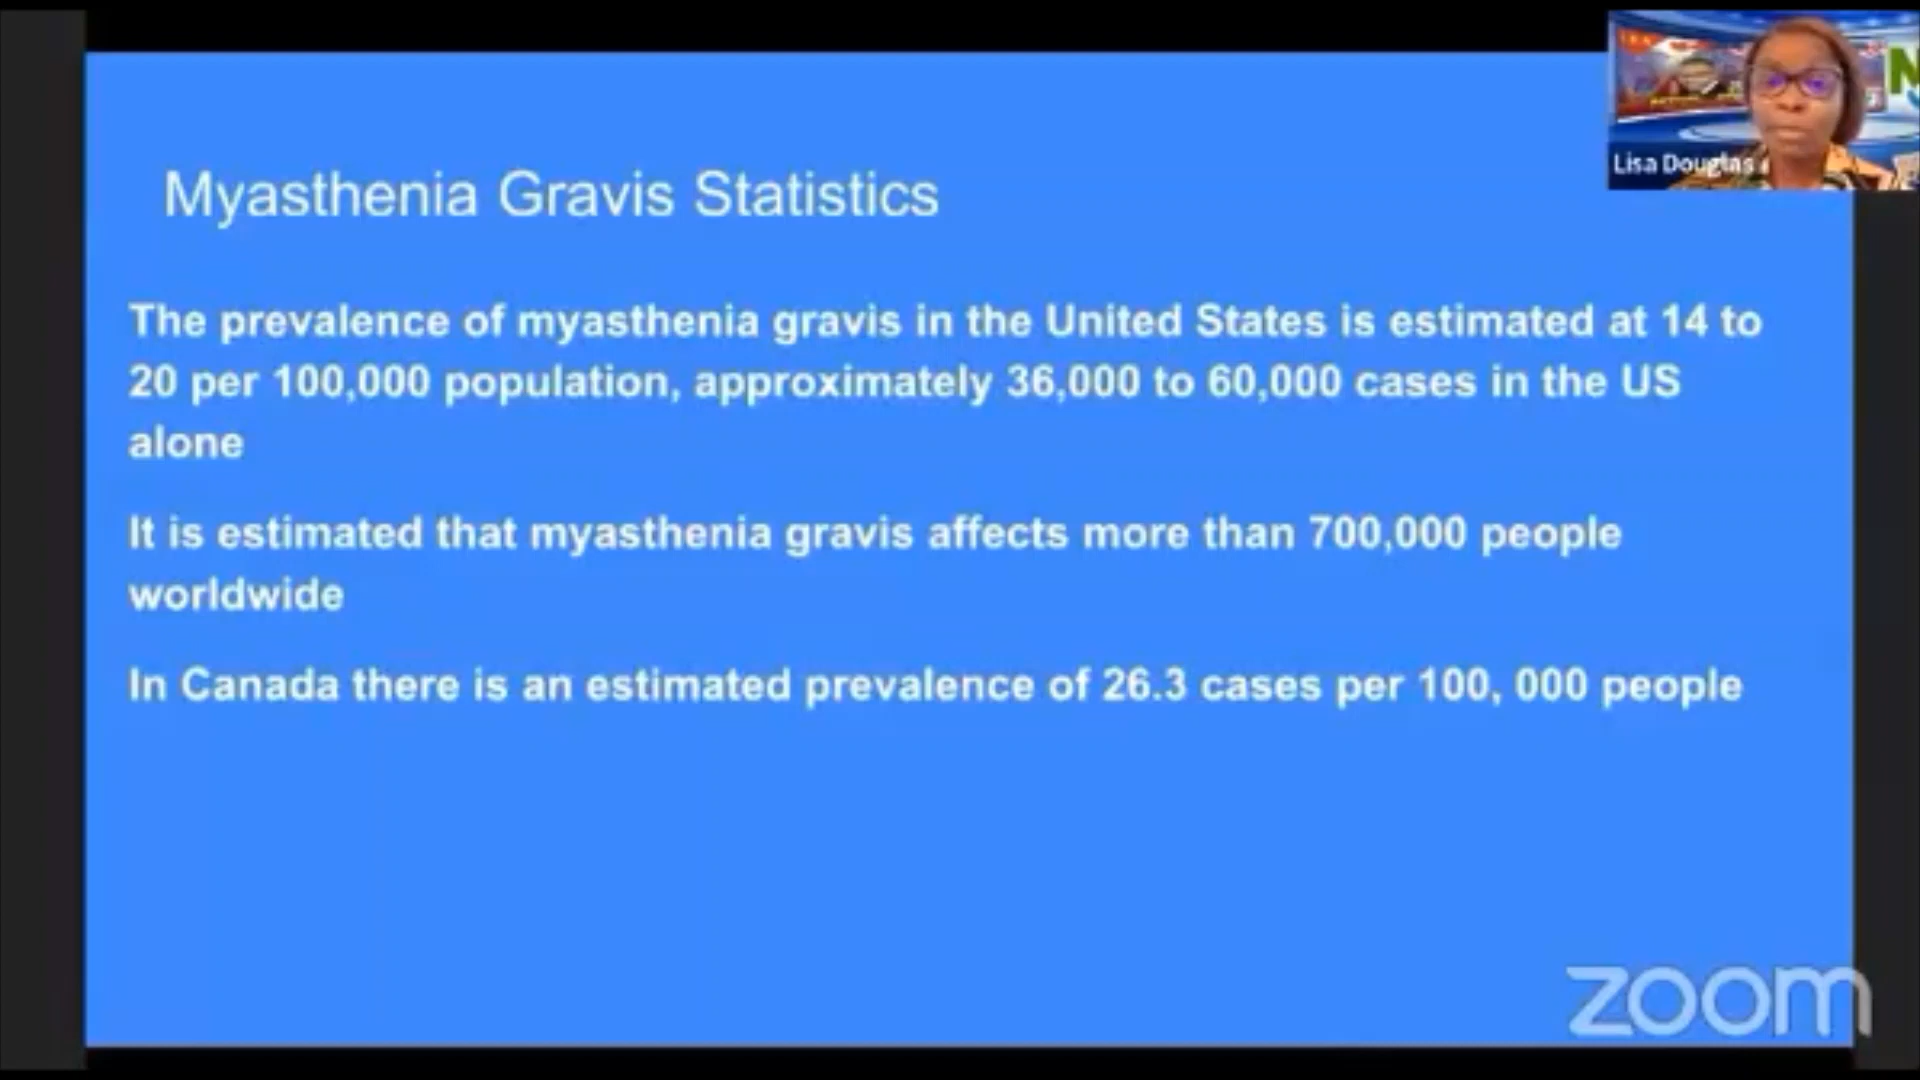 Lisa Douglas
Myasthenia Gravis Statistics
The prevalence of myasthenia gravis in the United States is estimated at 14 to
20 per 100,000 population, approximately 36,000 to 60,000 cases in the US
alone
It is estimated that myasthenia gravis affects more than 700,000 people
worldwide
In Canada there is an estimated prevalence of 26.3 cases per 100, 000 people
zoom